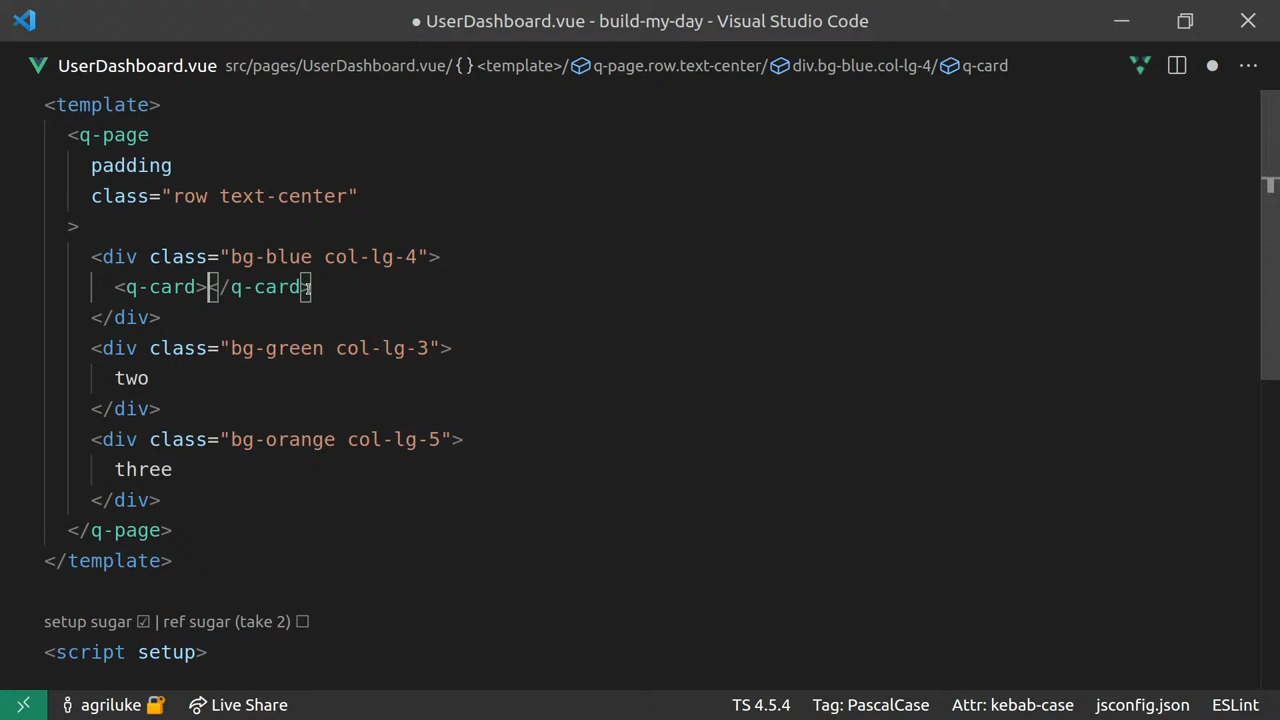 ● UserDashboard.vue - build-my-day - Visual Studio Code
UserDashboard.vue src/pages/UserDashboard.vue/{}<template>/q-page.row.text-center/div.bg-blue.col-lg-4/q-card
<template>
<q-page
padding
class="row text-center"
>
<div class="bg-blue col-lg-4">
<q-card></q-card>
</div>
<div class="bg-green col-lg-3">
two
</div>
<div class="bg-orange col-lg-5">
three
</div>
</q-page>
</template>
setup sugar ☑ | ref sugar (take 2) ☐
<script setup>
agriluke 🔐 Live Share TS 4.5.4 Tag: PascalCase Attr: kebab-case jsconfig.json ESLint